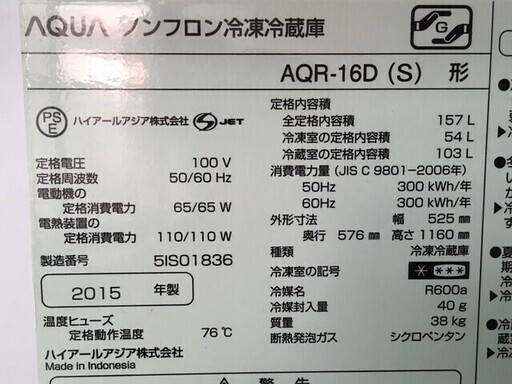 AQUA ノンフロン冷凍冷蔵庫
AQR-16D (S) 形
PS E ハイアールアジア株式会社 S JET
定格電圧 100 V
定格周波数 50/60 Hz
電動機の
定格消費電力 65/65 W
電熱装置の
定格消費電力 110/110 W
製造番号 5IS01836
2015 年製
温度ヒューズ
定格動作温度 76℃
ハイアールアジア株式会社
Made in Indonesia
定格内容積
全定格内容積 157 L
冷凍室の定格内容積 54 L
冷蔵室の定格内容積 103 L
消費電力量 (JIS C 9801-2006年)
50Hz 300 kWh/年
60Hz 300 kWh/年
外形寸法 幅 525 mm
奥行 576 mm 高さ 1160 mm
種類 冷凍冷蔵庫
冷凍室の記号 * ***
冷媒名 R600a
冷媒封入量 40 g
質量 38 kg
断熱発泡ガス シクロペンタン
G